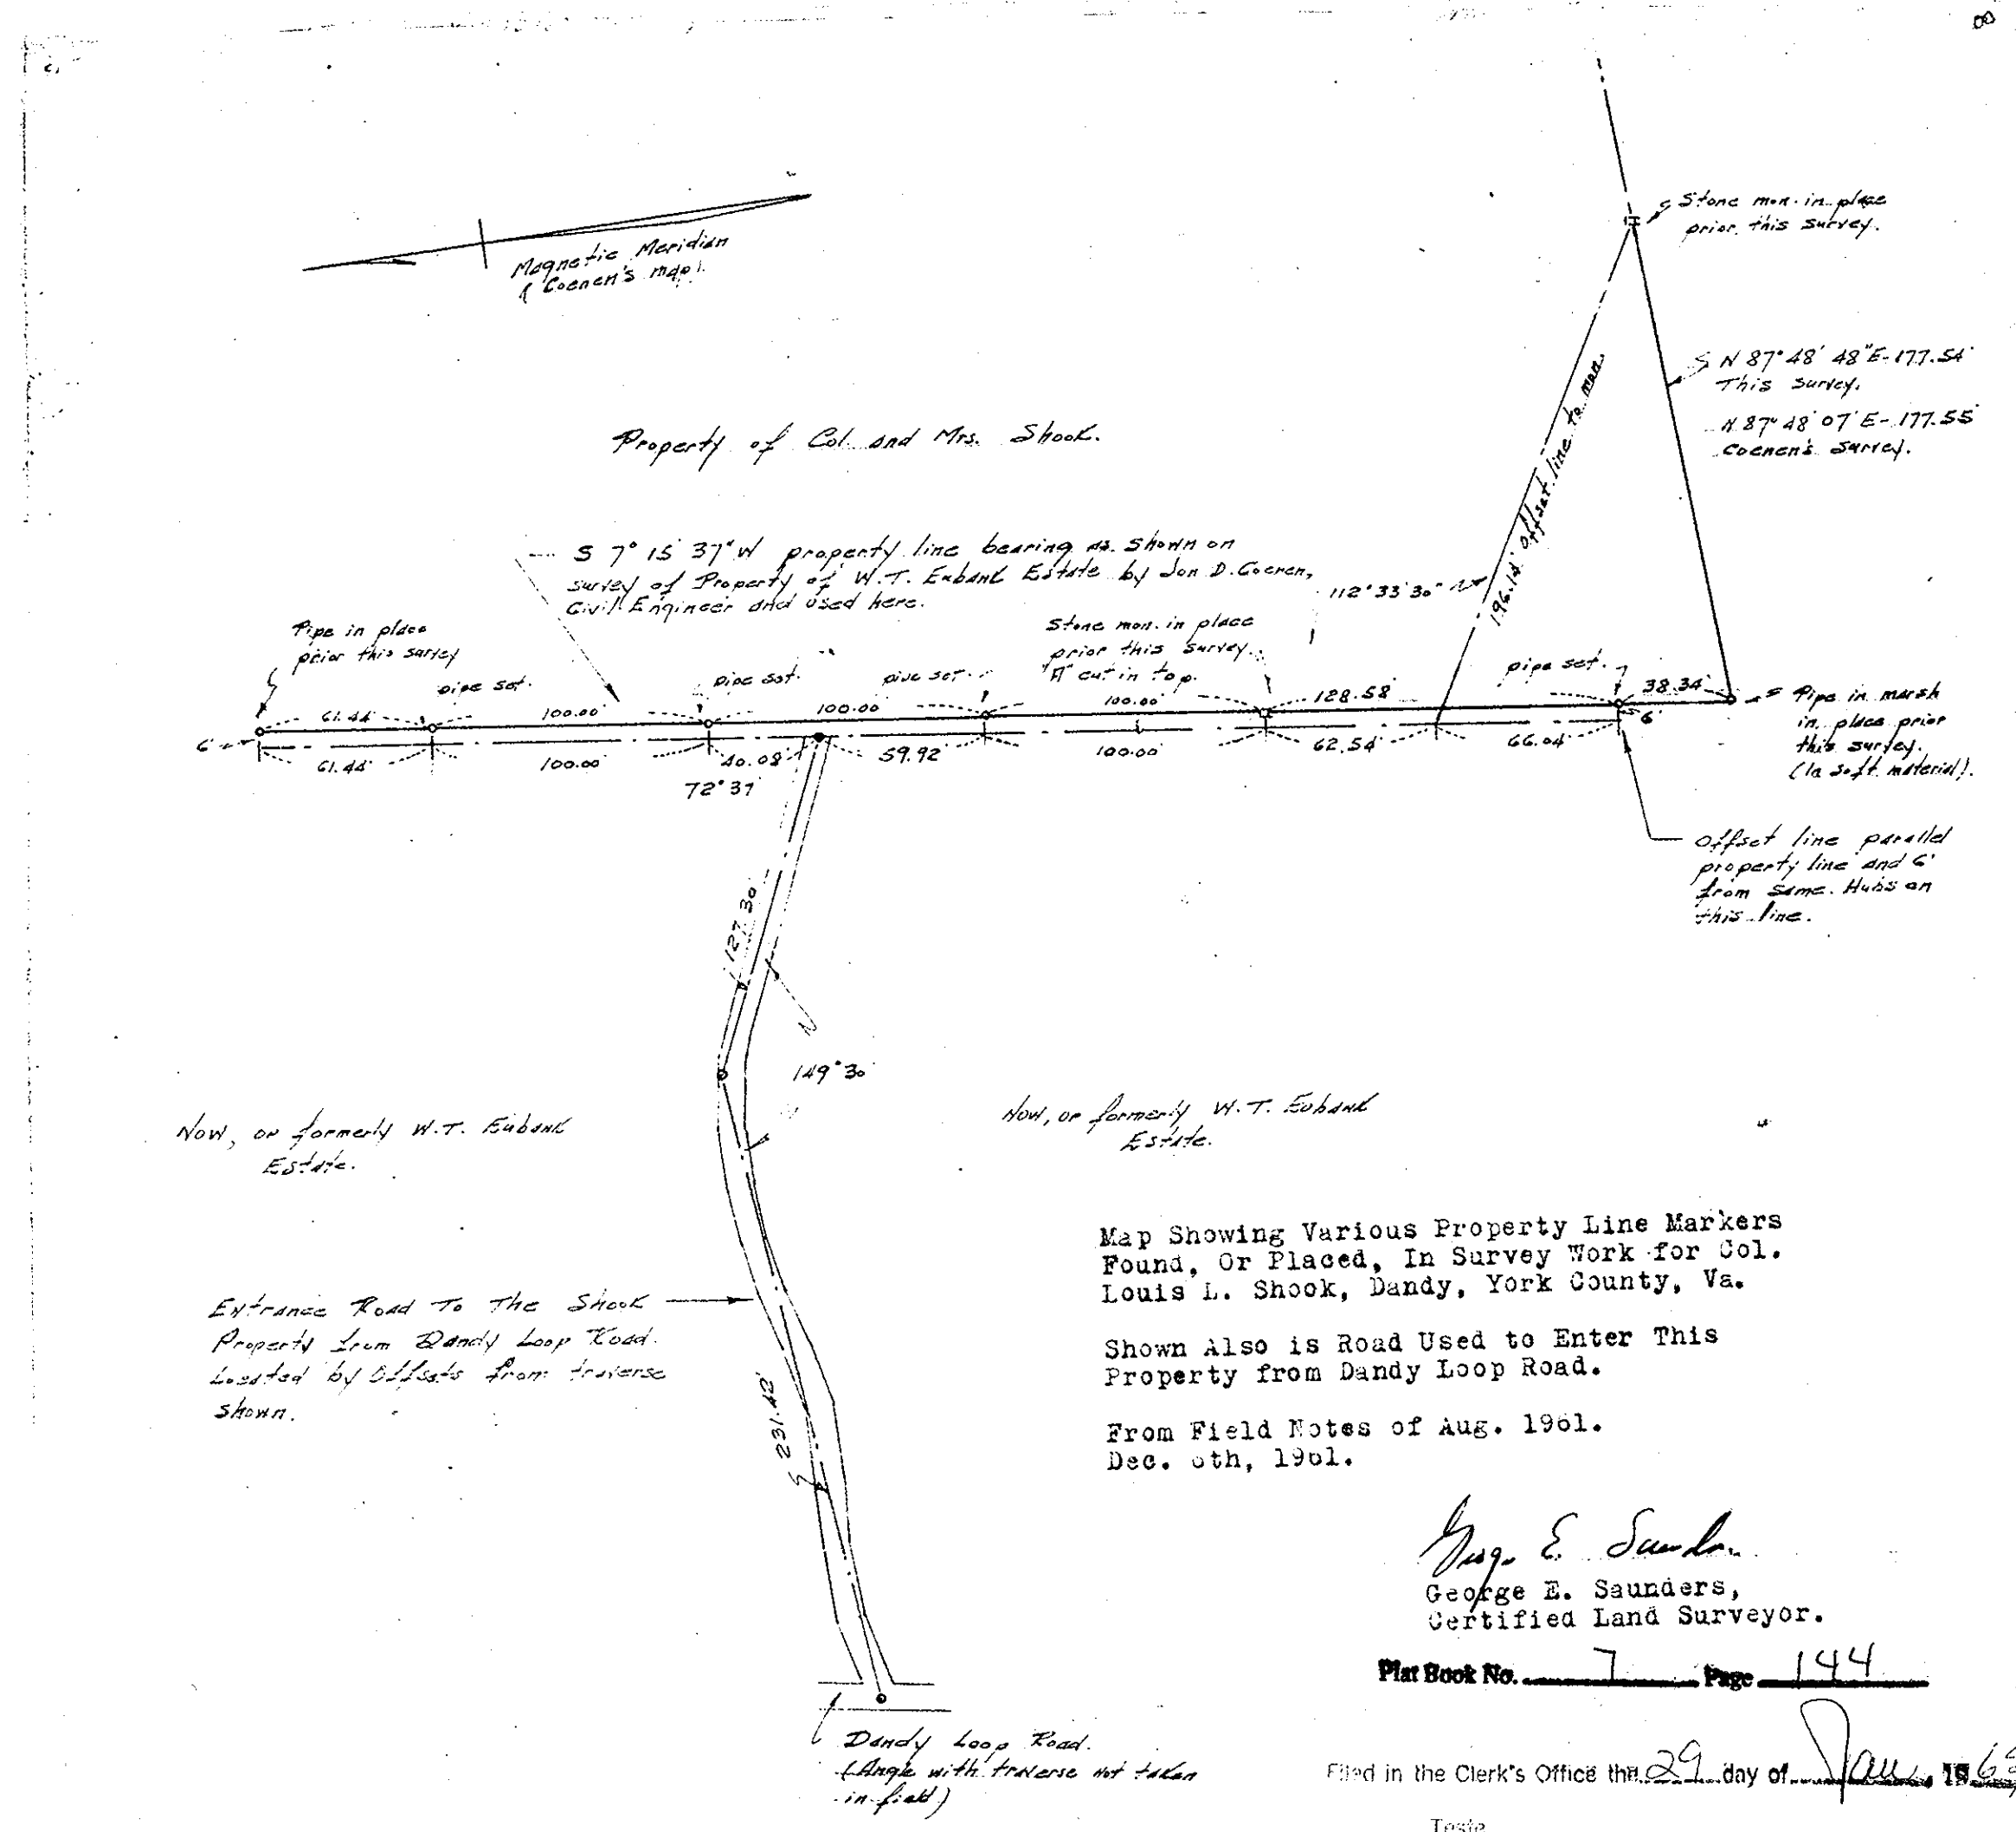 Stone mon. in place
prior this survey.
Magnetic Meridian
(Coenen's map).
N 87° 48' 48" E - 177.54'
This survey.
N 87° 48' 07" E - 177.55'
Coenen's survey.
196.14' offset line to mon.
Property of Col. and Mrs. Shook.
S 7° 15' 37" W property line bearing as shown on
survey of Property of W.T. Eubank Estate by Jon D. Coenen,
Civil Engineer and used here.
112° 33' 30"
Pipe in place
prior this survey
Stone mon. in place
prior this survey.
cut in top.
pipe set.
pipe set.
pipe set.
pipe set.
61.44'
100.00'
100.00'
100.00'
128.58'
38.34'
Pipe in marsh
in place prior
this survey.
(In soft material).
6'
6'
61.44'
100.00'
40.08'
59.92'
100.00'
62.54'
66.04'
72° 37'
Offset line parallel
property line and 6'
from same. Hubs on
this line.
127.30'
149° 30'
Now, or formerly W.T. Eubank
Estate.
Now, or formerly W.T. Eubank
Estate.
Map Showing Various Property Line Markers
Found, Or Placed, In Survey Work for Col.
Louis L. Shook, Dandy, York County, Va.
Shown Also is Road Used to Enter This
Property from Dandy Loop Road.
From Field Notes of Aug. 1961.
Dec. 6th, 1961.
Entrance Road To The Shook
Property from Dandy Loop Road.
Located by Offsets from traverse
shown.
231.42'
George E. Saunders
George E. Saunders,
Certified Land Surveyor.
Plat Book No. 7 Page 144
Dandy Loop Road.
(Angle with traverse not taken
in field)
Filed in the Clerk's Office the 29 day of Jan, 19
Teste